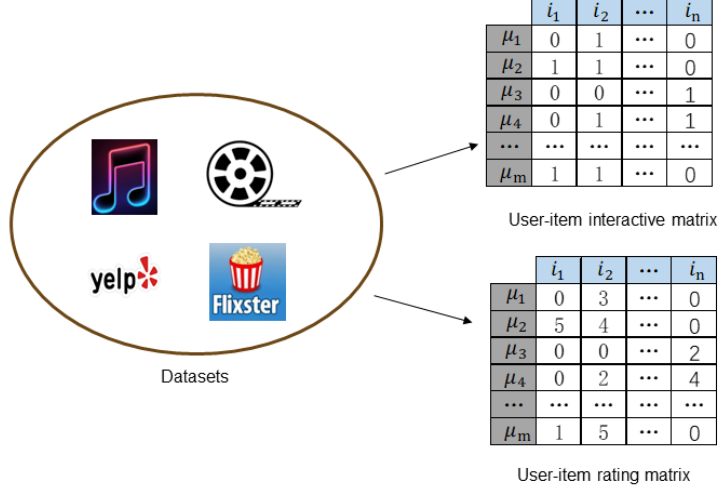 i₁ i₂ ··· iₙ
μ₁ 0 1 ··· 0
μ₂ 1 1 ··· 0
μ₃ 0 0 ··· 1
μ₄ 0 1 ··· 1
··· ··· ··· ··· ···
μₘ 1 1 ··· 0
User-item interactive matrix
yelp
Flixster
Datasets
i₁ i₂ ··· iₙ
μ₁ 0 3 ··· 0
μ₂ 5 4 ··· 0
μ₃ 0 0 ··· 2
μ₄ 0 2 ··· 4
··· ··· ··· ··· ···
μₘ 1 5 ··· 0
User-item rating matrix